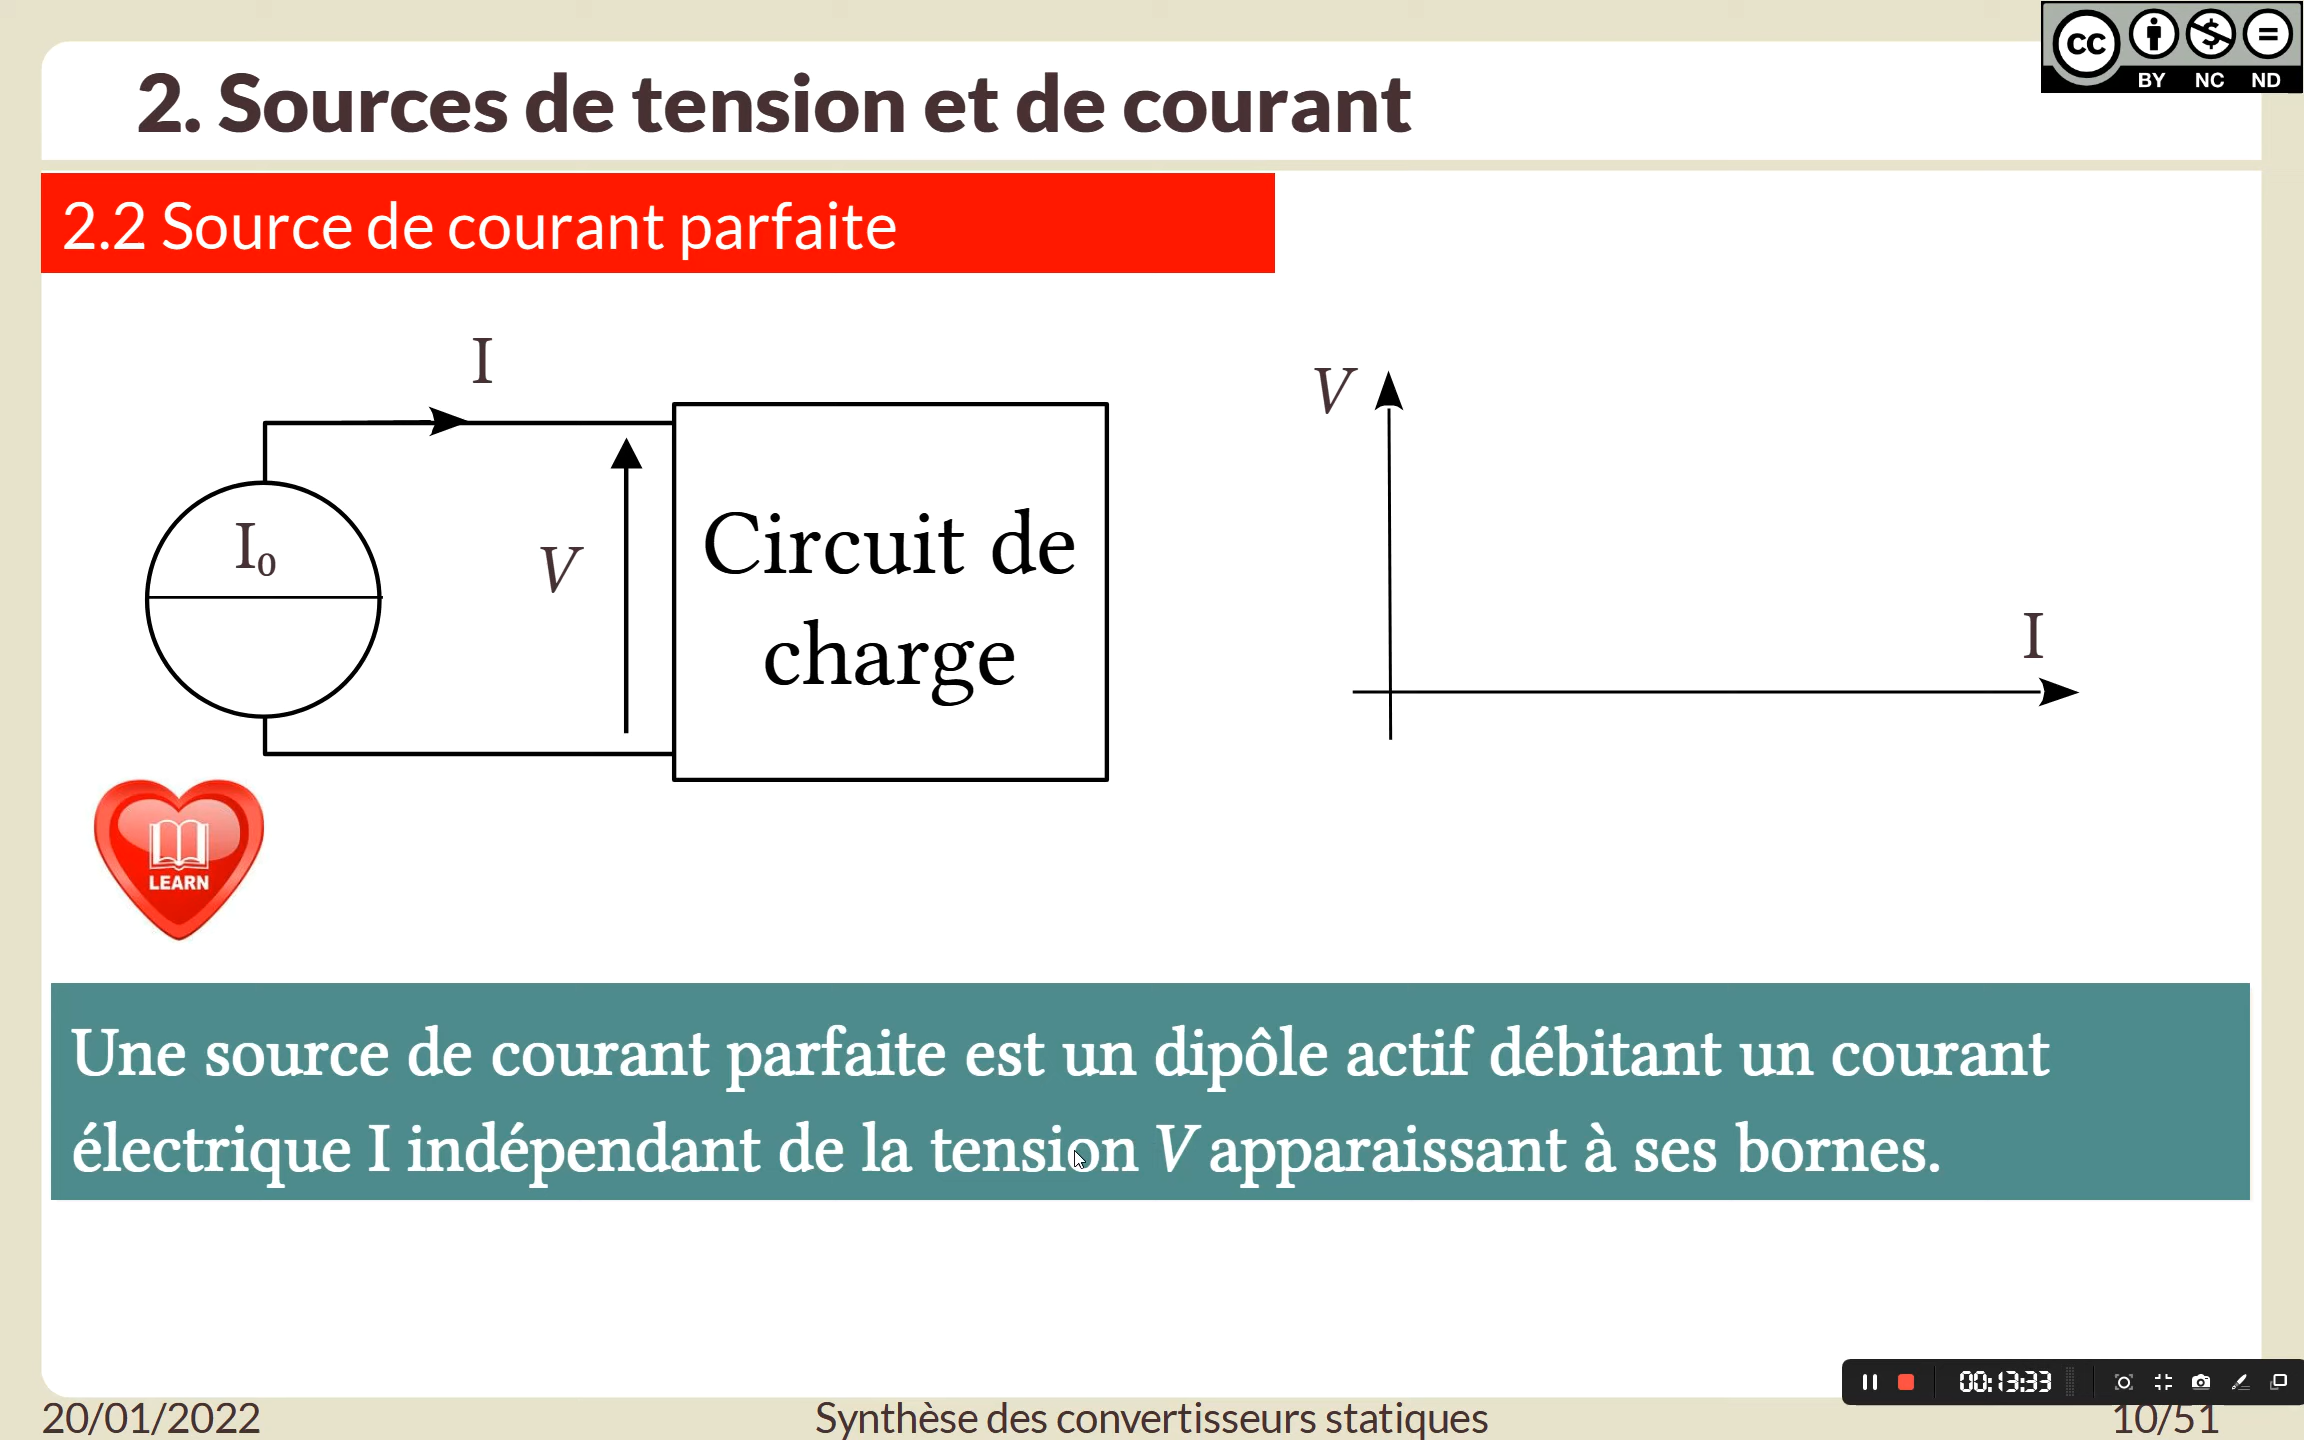 2. Sources de tension et de courant
CC BY NC ND
2.2 Source de courant parfaite
I
I₀
V
Circuit de
charge
V
I
LEARN
Une source de courant parfaite est un dipôle actif débitant un courant
électrique I indépendant de la tension V apparaissant à ses bornes.
00:13:33
20/01/2022
Synthèse des convertisseurs statiques
10/51